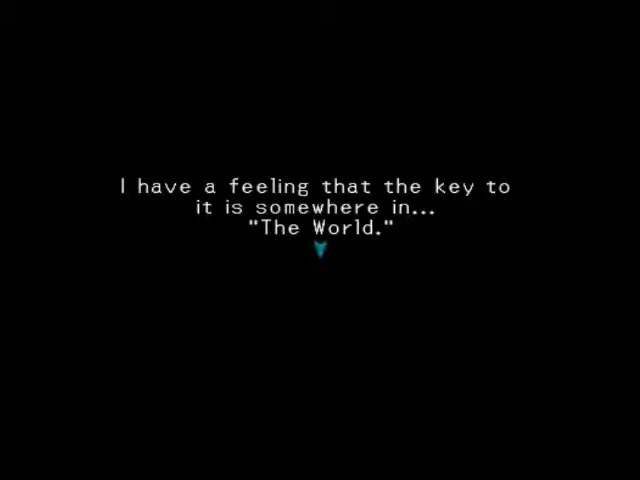 I have a feeling that the key to
it is somewhere in...
"The World."